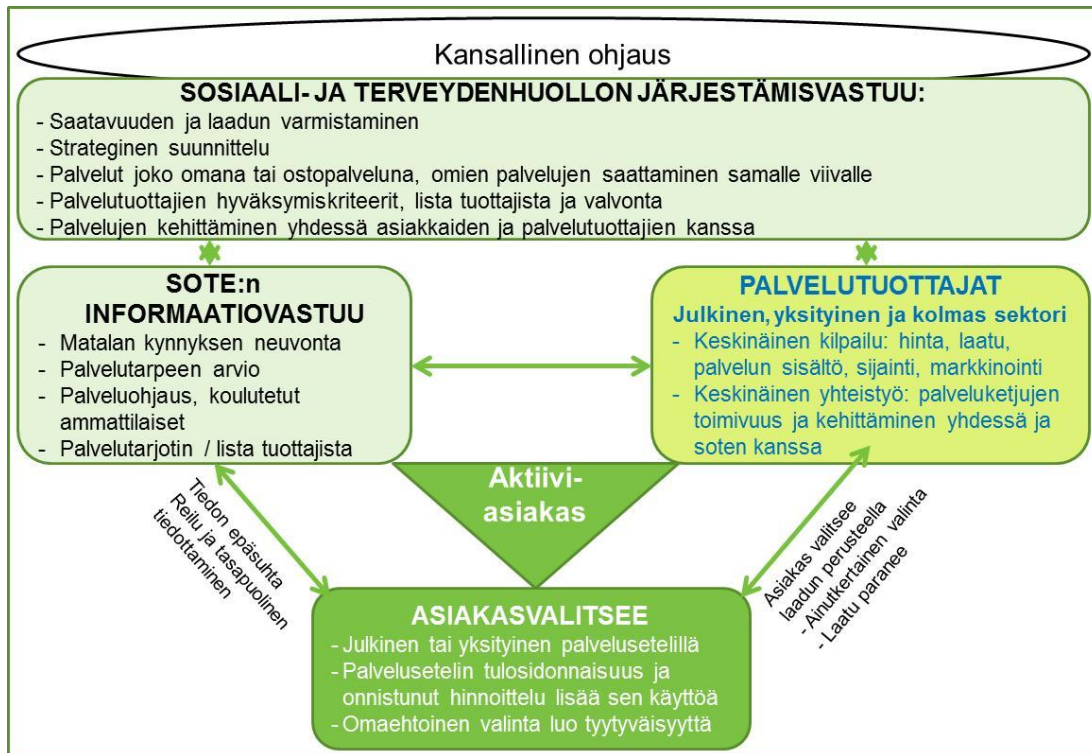 Kansallinen ohjaus
SOSIAALI- JA TERVEYDENHUOLLON JÄRJESTÄMISVASTUU:
- Saatavuuden ja laadun varmistaminen
- Strateginen suunnittelu
- Palvelut joko omana tai ostopalveluna, omien palvelujen saattaminen samalle viivalle
- Palvelutuottajien hyväksymiskriteerit, lista tuottajista ja valvonta
- Palvelujen kehittäminen yhdessä asiakkaiden ja palvelutuottajien kanssa
SOTE:n
INFORMAATIOVASTUU
- Matalan kynnyksen neuvonta
- Palvelutarpeen arvio
- Palveluohjaus, koulutetut
ammattilaiset
- Palvelutarjotin / lista tuottajista
PALVELUTUOTTAJAT
Julkinen, yksityinen ja kolmas sektori
- Keskinäinen kilpailu: hinta, laatu,
palvelun sisältö, sijainti, markkinointi
- Keskinäinen yhteistyö: palveluketjujen
toimivuus ja kehittäminen yhdessä ja
soten kanssa
Aktiivi-
asiakas
Tiedon epäsuhta
Reilu ja tasapuolinen
tiedottaminen
Asiakas valitsee
laadun perusteella
- Ainutkertainen valinta
- Laatu paranee
ASIAKASVALITSEE
- Julkinen tai yksityinen palvelusetelillä
- Palvelusetelin tulosidonnaisuus ja
onnistunut hinnoittelu lisää sen käyttöä
- Omaehtoinen valinta luo tyytyväisyyttä